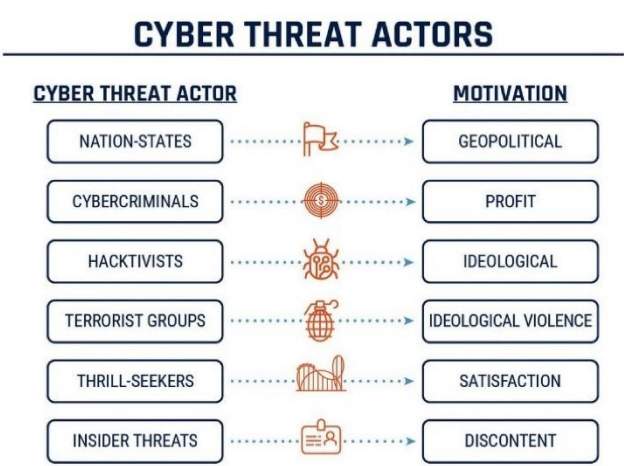 CYBER THREAT ACTORS
CYBER THREAT ACTOR
MOTIVATION
NATION-STATES
GEOPOLITICAL
CYBERCRIMINALS
$
PROFIT
HACKTIVISTS
IDEOLOGICAL
TERRORIST GROUPS
IDEOLOGICAL VIOLENCE
THRILL-SEEKERS
SATISFACTION
INSIDER THREATS
DISCONTENT